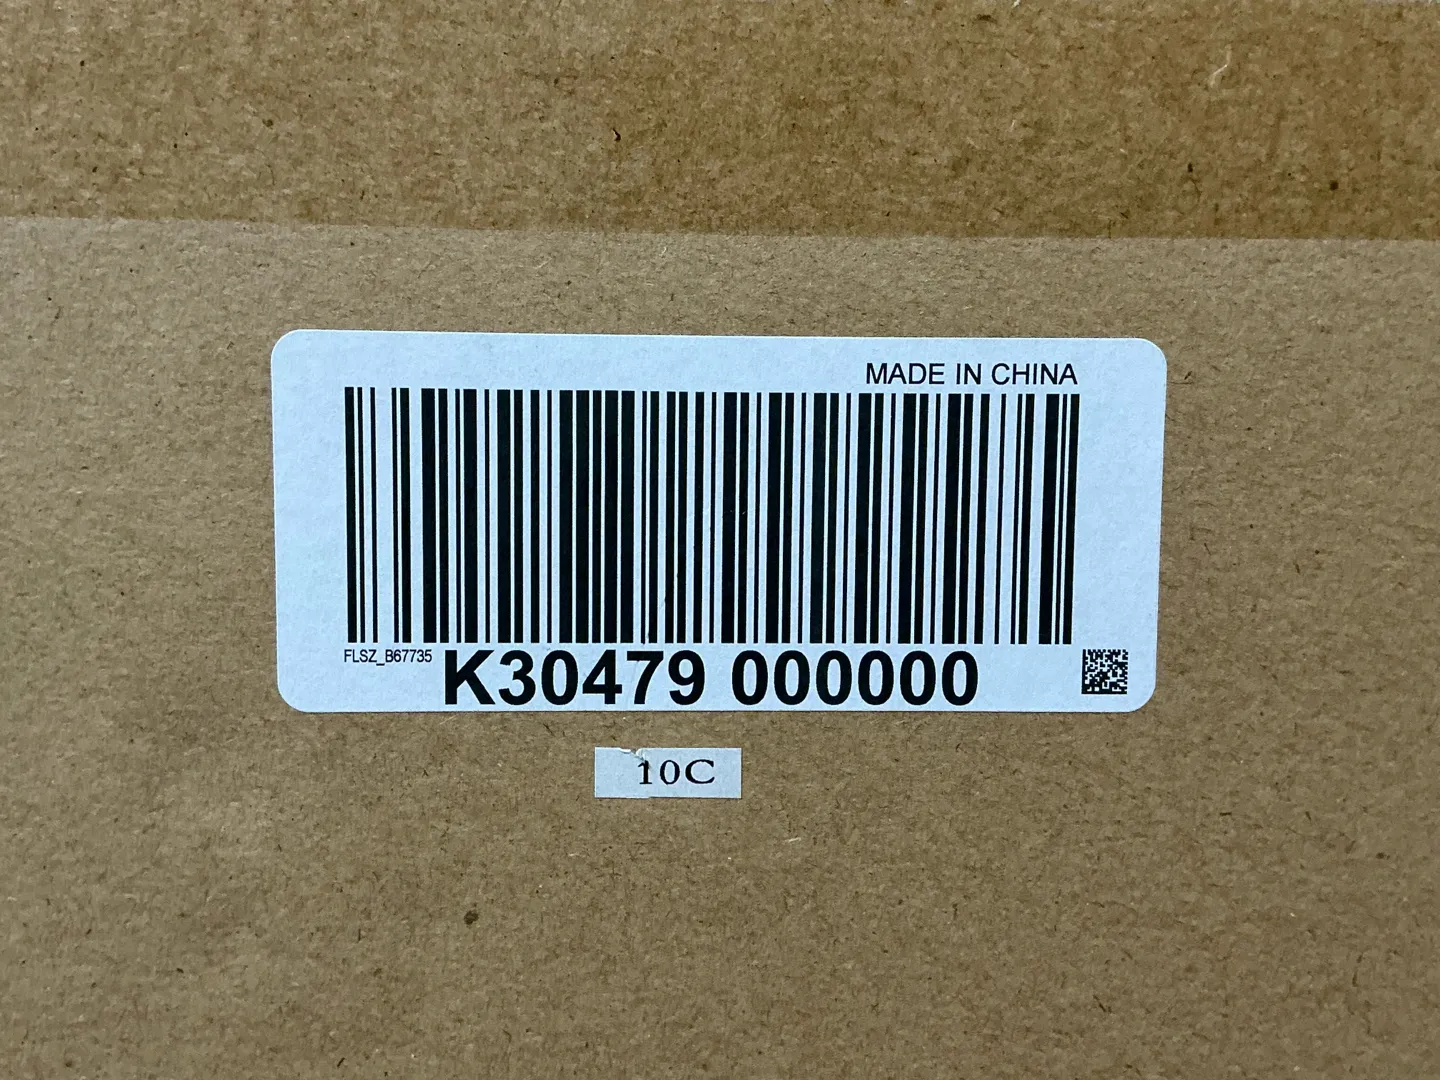 MADE IN CHINA
FLSZ_B67735
K30479 000000
10C